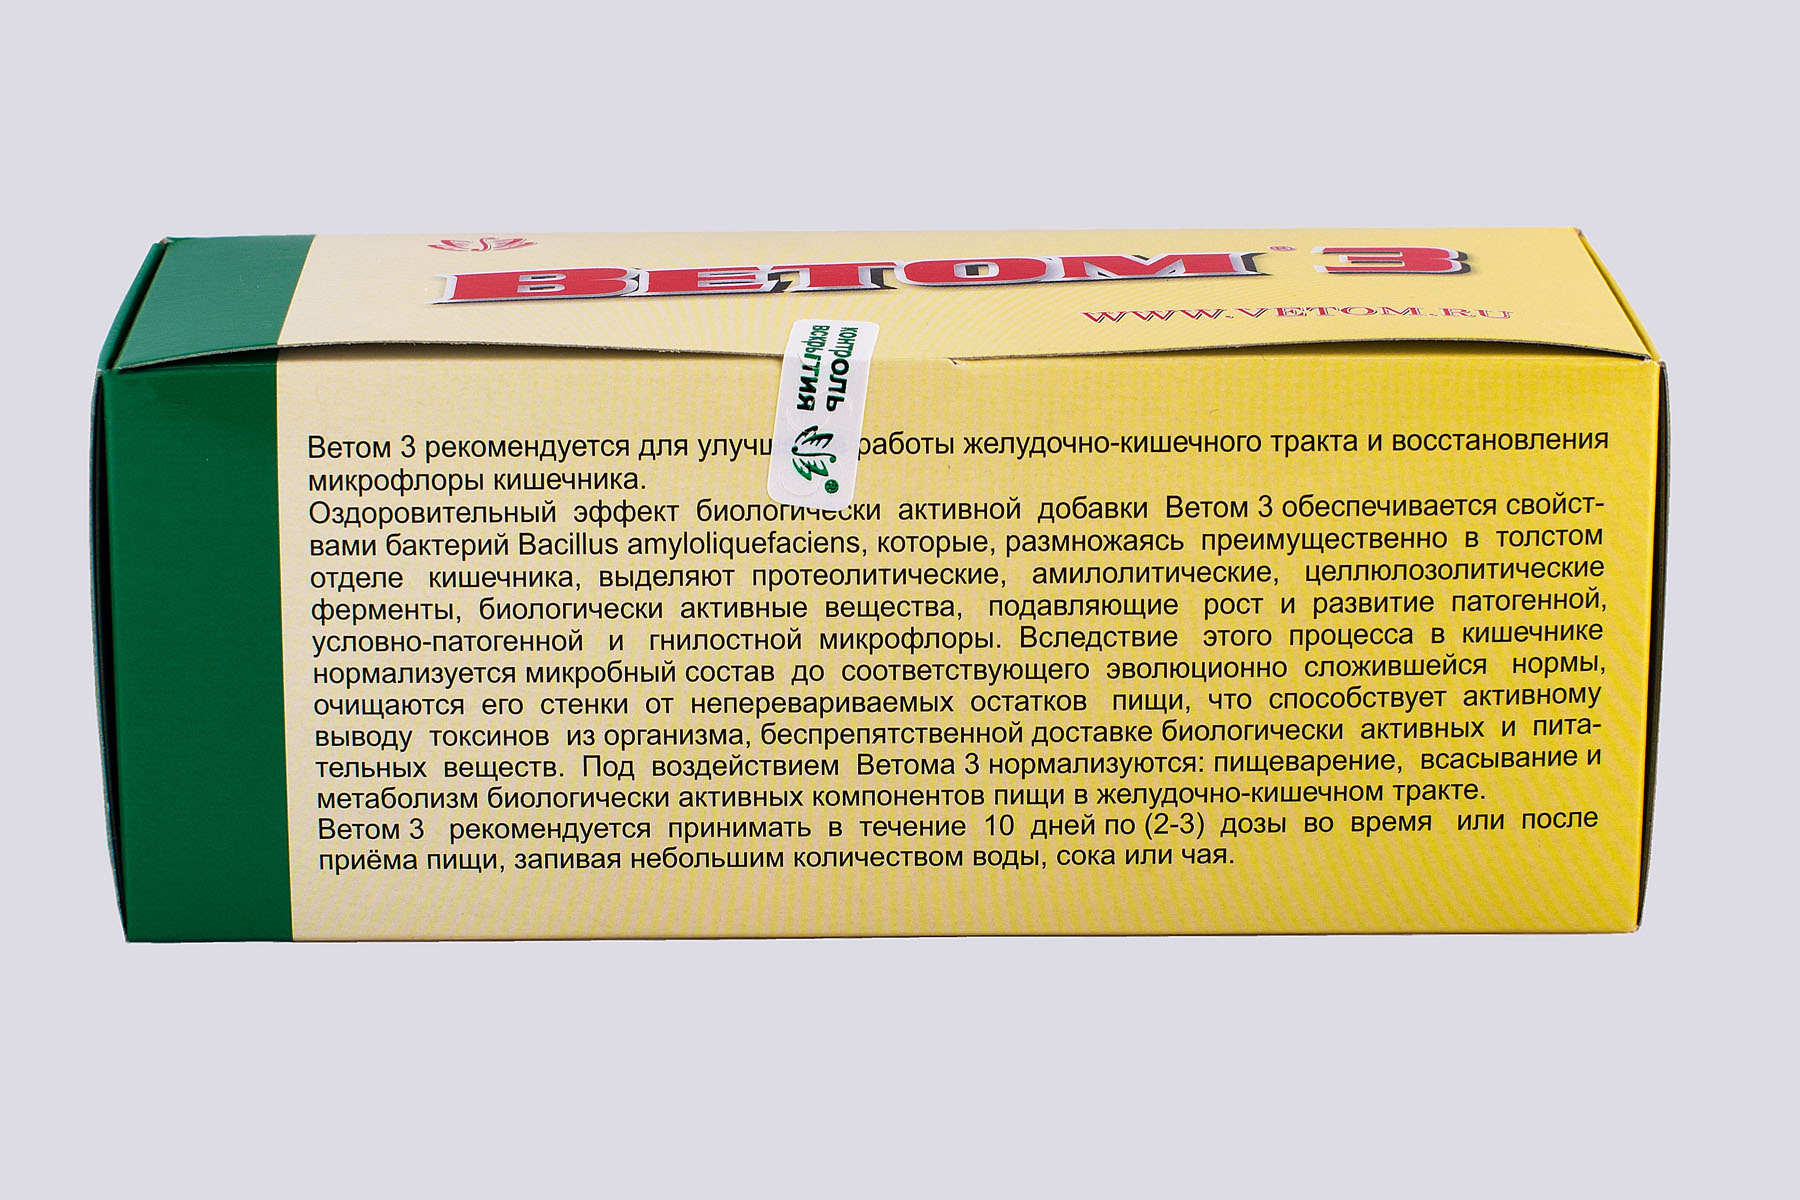 ВЕТОМ® 3
WWW.VETOM.RU
контроль
вскрытия
Ветом 3 рекомендуется для улучш работы желудочно-кишечного тракта и восстановления
микрофлоры кишечника.
Оздоровительный эффект биологически активной добавки Ветом 3 обеспечивается свойст-
вами бактерий Bacillus amyloliquefaciens, которые, размножаясь преимущественно в толстом
отделе кишечника, выделяют протеолитические, амилолитические, целлюлозолитические
ферменты, биологически активные вещества, подавляющие рост и развитие патогенной,
условно-патогенной и гнилостной микрофлоры. Вследствие этого процесса в кишечнике
нормализуется микробный состав до соответствующего эволюционно сложившейся нормы,
очищаются его стенки от неперевариваемых остатков пищи, что способствует активному
выводу токсинов из организма, беспрепятственной доставке биологически активных и пита-
тельных веществ. Под воздействием Ветома 3 нормализуются: пищеварение, всасывание и
метаболизм биологически активных компонентов пищи в желудочно-кишечном тракте.
Ветом 3 рекомендуется принимать в течение 10 дней по (2-3) дозы во время или после
приёма пищи, запивая небольшим количеством воды, сока или чая.